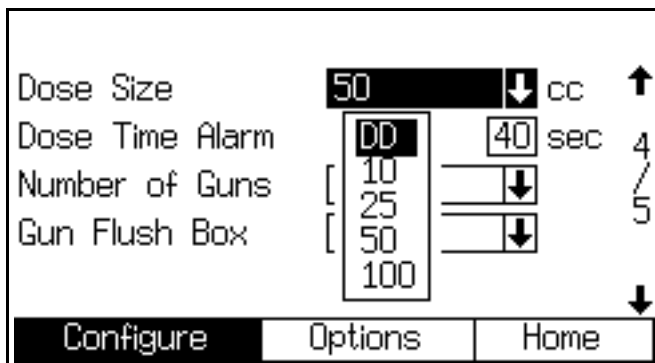 Dose Size 50 cc
Dose Time Alarm DD 40 sec 4
Number of Guns 10 /
Gun Flush Box 25 5
50
100
Configure Options Home